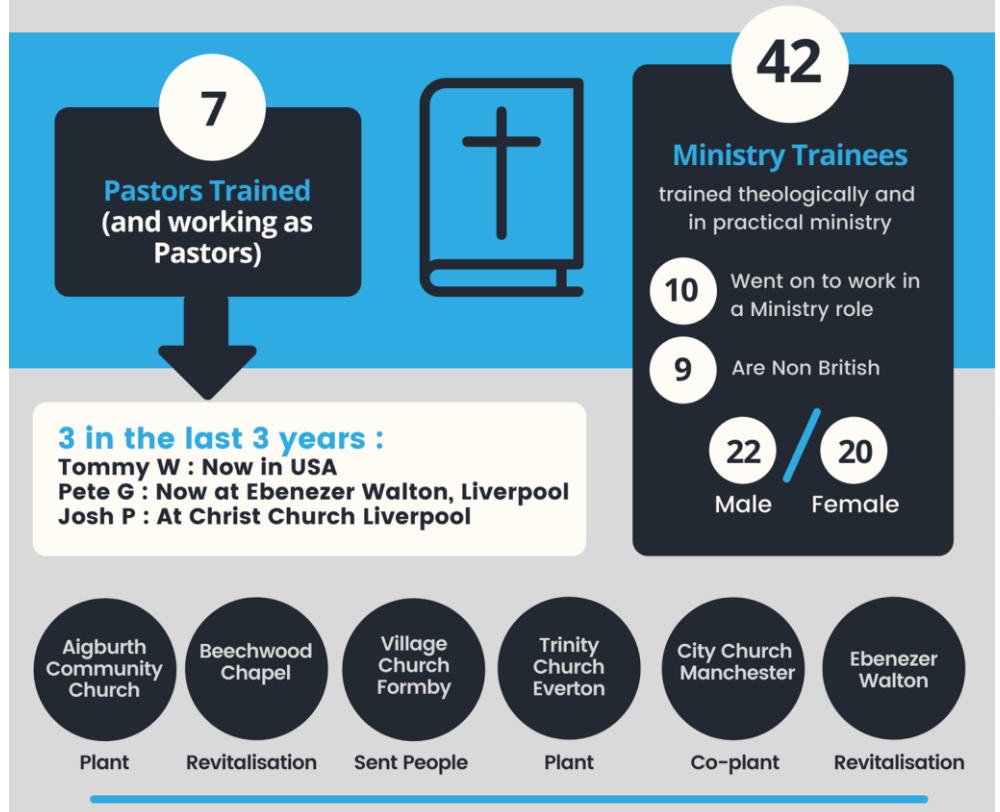 7
Pastors Trained
(and working as
Pastors)
42
Ministry Trainees
trained theologically and
in practical ministry
10
Went on to work in
a Ministry role
9
Are Non British
22
20
Male
Female
3 in the last 3 years :
Tommy W : Now in USA
Pete G : Now at Ebenezer Walton, Liverpool
Josh P : At Christ Church Liverpool
Aigburth
Community
Church
Plant
Beechwood
Chapel
Revitalisation
Village
Church
Formby
Sent People
Trinity
Church
Everton
Plant
City Church
Manchester
Co-plant
Ebenezer
Walton
Revitalisation